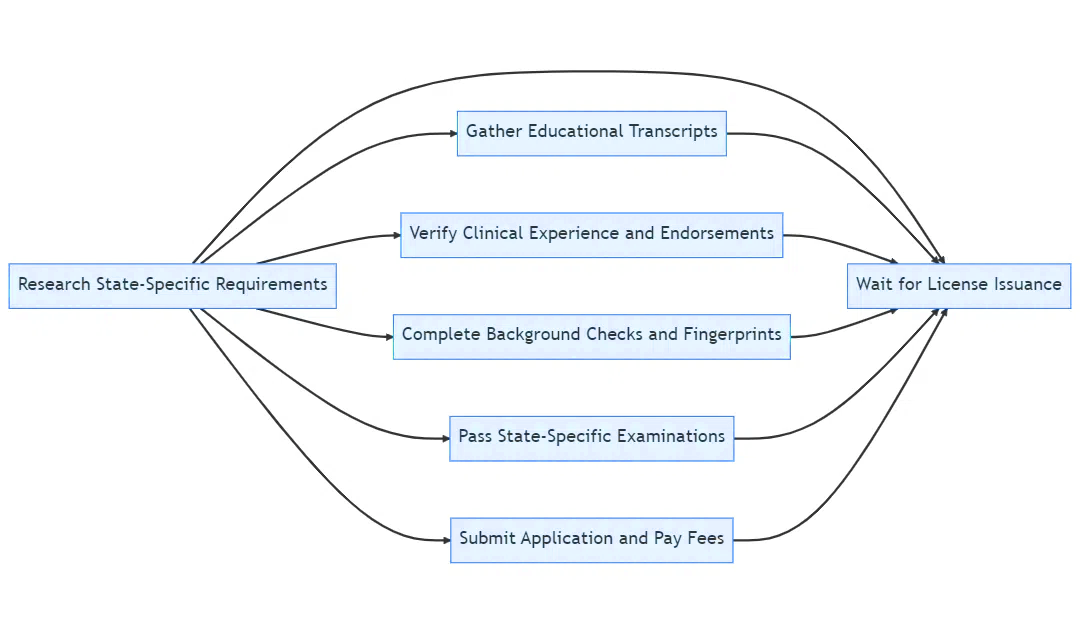 Gather Educational Transcripts
Verify Clinical Experience and Endorsements
Research State-Specific Requirements
Wait for License Issuance
Complete Background Checks and Fingerprints
Pass State-Specific Examinations
Submit Application and Pay Fees